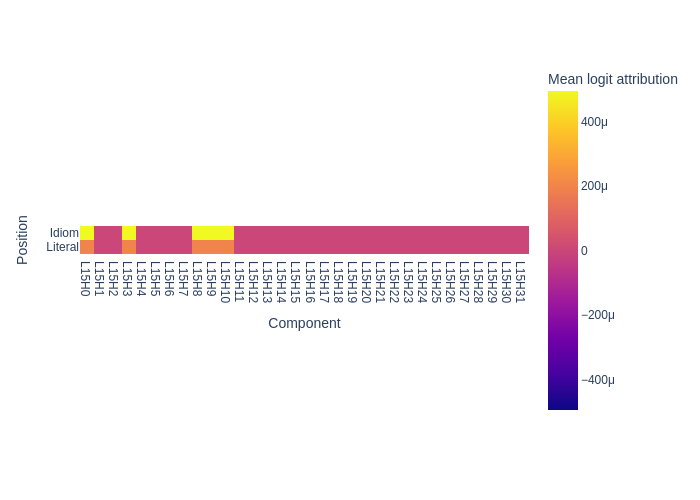 Mean logit attribution
400μ
200μ
0
−200μ
−400μ
Position
Idiom
Literal
L15H0
L15H1
L15H2
L15H3
L15H4
L15H5
L15H6
L15H7
L15H8
L15H9
L15H10
L15H11
L15H12
L15H13
L15H14
L15H15
L15H16
L15H17
L15H18
L15H19
L15H20
L15H21
L15H22
L15H23
L15H24
L15H25
L15H26
L15H27
L15H28
L15H29
L15H30
L15H31
Component